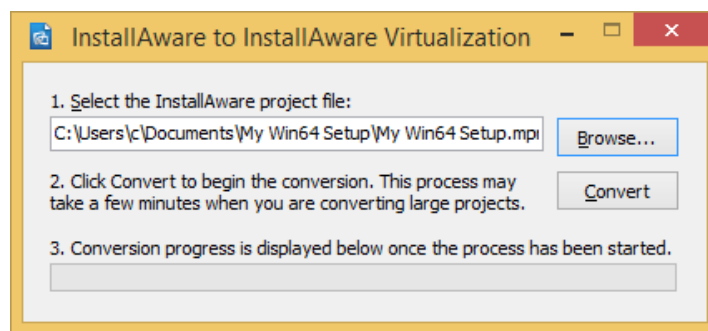 InstallAware to InstallAware Virtualization
1. Select the InstallAware project file:
C:\Users\c\Documents\My Win64 Setup\My Win64 Setup.mp
Browse...
2. Click Convert to begin the conversion. This process may
take a few minutes when you are converting large projects.
Convert
3. Conversion progress is displayed below once the process has been started.